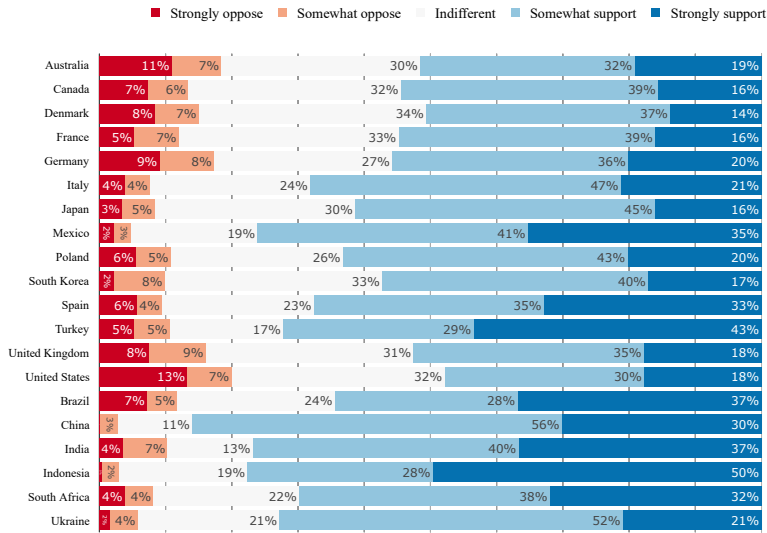 Strongly oppose Somewhat oppose Indifferent Somewhat support Strongly support
Australia 11% 7% 30% 32% 19%
Canada 7% 6% 32% 39% 16%
Denmark 8% 7% 34% 37% 14%
France 5% 7% 33% 39% 16%
Germany 9% 8% 27% 36% 20%
Italy 4% 4% 24% 47% 21%
Japan 3% 5% 30% 45% 16%
Mexico 2% 3% 19% 41% 35%
Poland 6% 5% 26% 43% 20%
South Korea 2% 8% 33% 40% 17%
Spain 6% 4% 23% 35% 33%
Turkey 5% 5% 17% 29% 43%
United Kingdom 8% 9% 31% 35% 18%
United States 13% 7% 32% 30% 18%
Brazil 7% 5% 24% 28% 37%
China 3% 11% 56% 30%
India 4% 7% 13% 40% 37%
Indonesia 2% 19% 28% 50%
South Africa 4% 4% 22% 38% 32%
Ukraine 2% 4% 21% 52% 21%